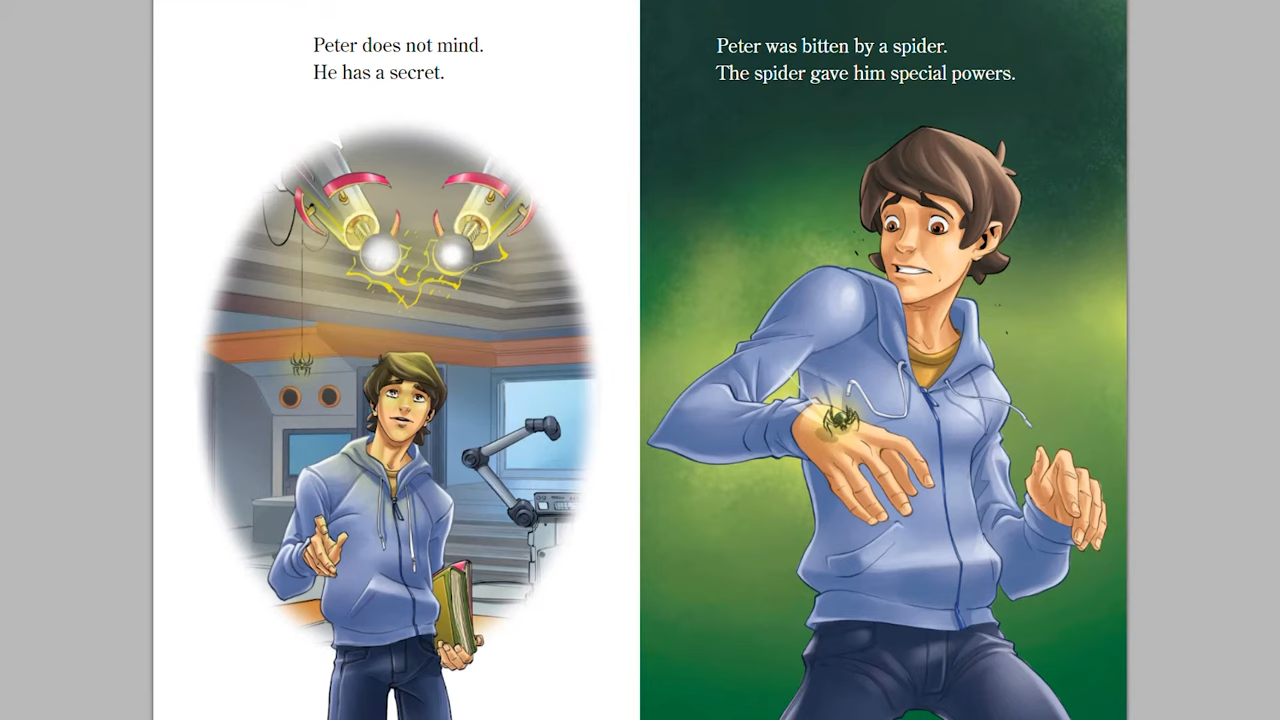 Peter does not mind.
He has a secret.
Peter was bitten by a spider.
The spider gave him special powers.